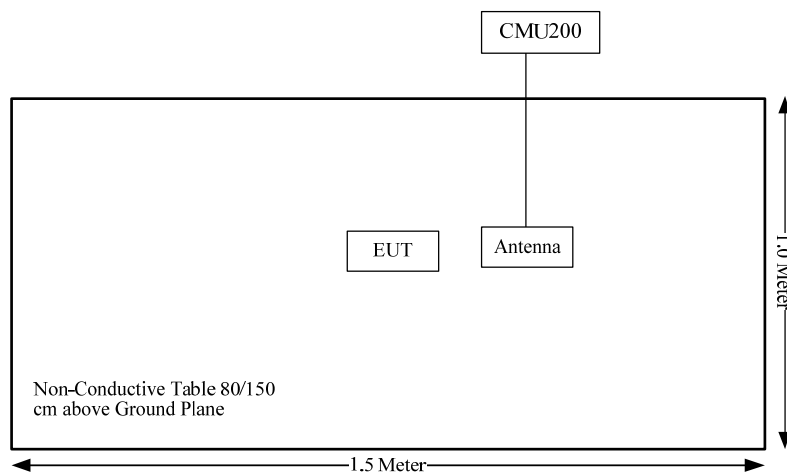 CMU200
EUT
Antenna
1.0 Meter
Non-Conductive Table 80/150
cm above Ground Plane
1.5 Meter